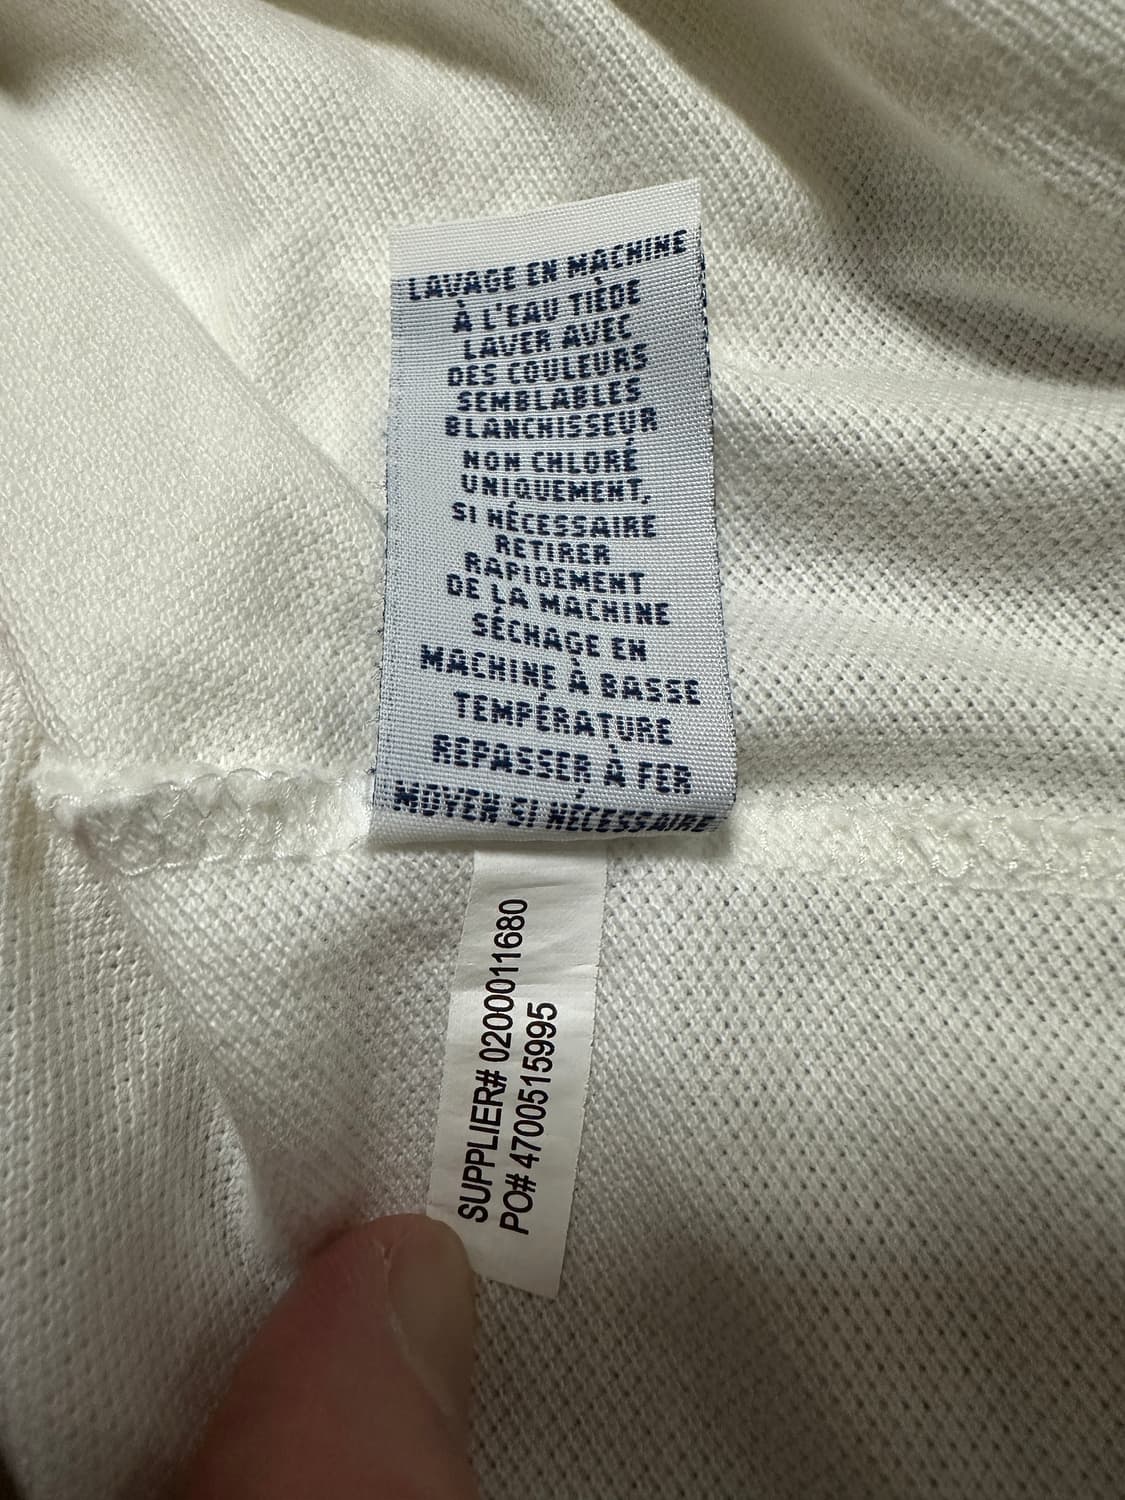 LAVAGE EN MACHINE
À L'EAU TIÈDE
LAVER AVEC
DES COULEURS
SEMBLABLES
BLANCHISSEUR
NON CHLORÉ
UNIQUEMENT,
SI NÉCESSAIRE
RETIRER
RAPIDEMENT
DE LA MACHINE
SÉCHAGE EN
MACHINE À BASSE
TEMPÉRATURE
REPASSER À FER
MOYEN SI NÉCESSAIRE
SUPPLIER# 0200011680
PO# 4700515995